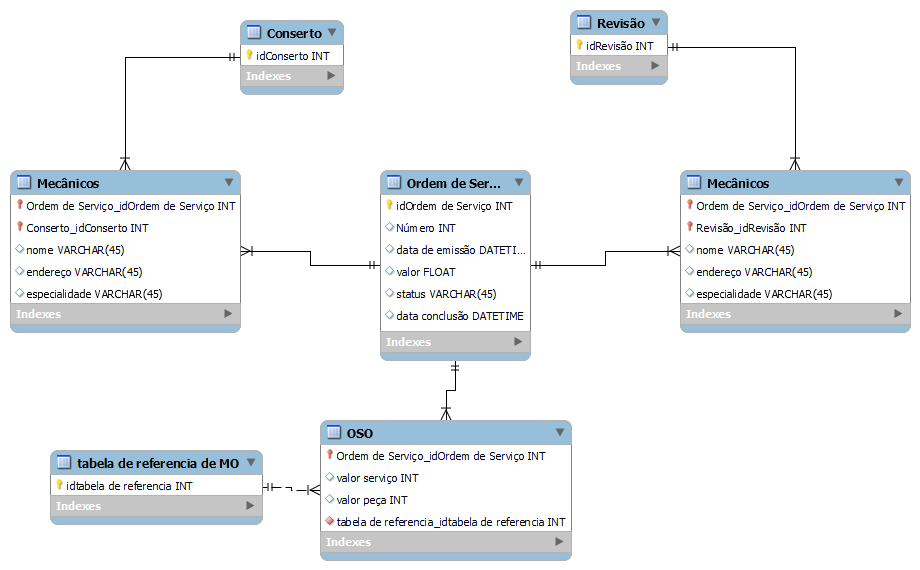 Conserto
idConserto INT
Indexes
Revisão
idRevisão INT
Indexes
Mecânicos
Ordem de Serviço_idOrdem de Serviço INT
Conserto_idConserto INT
nome VARCHAR(45)
endereço VARCHAR(45)
especialidade VARCHAR(45)
Indexes
Ordem de Ser...
idOrdem de Serviço INT
Número INT
data de emissão DATETI...
valor FLOAT
status VARCHAR(45)
data conclusão DATETIME
Indexes
Mecânicos
Ordem de Serviço_idOrdem de Serviço INT
Revisão_idRevisão INT
nome VARCHAR(45)
endereço VARCHAR(45)
especialidade VARCHAR(45)
Indexes
tabela de referencia de MO
idtabela de referencia INT
Indexes
OSO
Ordem de Serviço_idOrdem de Serviço INT
valor serviço INT
valor peça INT
tabela de referencia_idtabela de referencia INT
Indexes